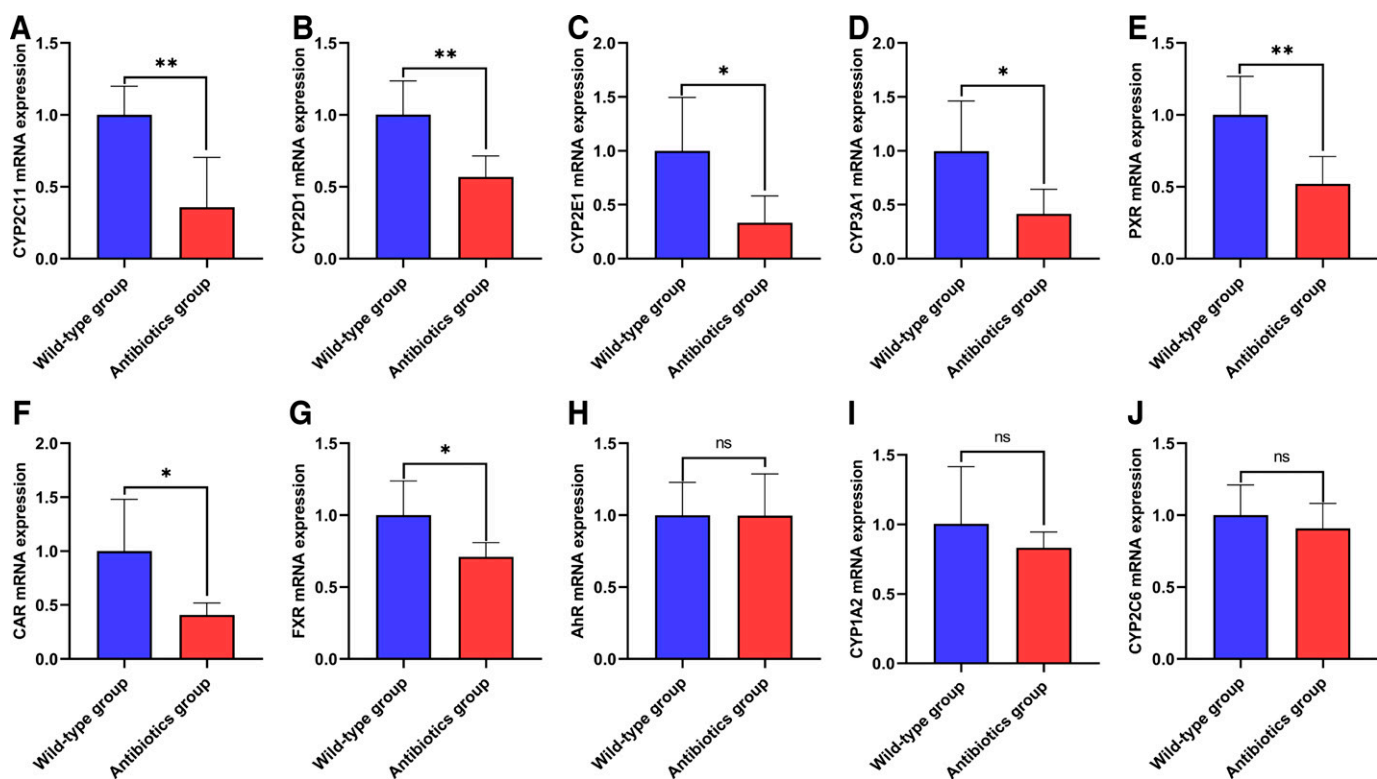 A
CYP2C11 mRNA expression
1.5
1.0
0.5
0.0
**
Wild-type group
Antibiotics group
B
CYP2D1 mRNA expression
1.5
1.0
0.5
0.0
**
Wild-type group
Antibiotics group
C
CYP2E1 mRNA expression
2.0
1.5
1.0
0.5
0.0
*
Wild-type group
Antibiotics group
D
CYP3A1 mRNA expression
2.0
1.5
1.0
0.5
0.0
*
Wild-type group
Antibiotics group
E
PXR mRNA expression
1.5
1.0
0.5
0.0
**
Wild-type group
Antibiotics group
F
CAR mRNA expression
2.0
1.5
1.0
0.5
0.0
*
Wild-type group
Antibiotics group
G
FXR mRNA expression
1.5
1.0
0.5
0.0
*
Wild-type group
Antibiotics group
H
AhR mRNA expression
1.5
1.0
0.5
0.0
ns
Wild-type group
Antibiotics group
I
CYP1A2 mRNA expression
1.5
1.0
0.5
0.0
ns
Wild-type group
Antibiotics group
J
CYP2C6 mRNA expression
1.5
1.0
0.5
0.0
ns
Wild-type group
Antibiotics group